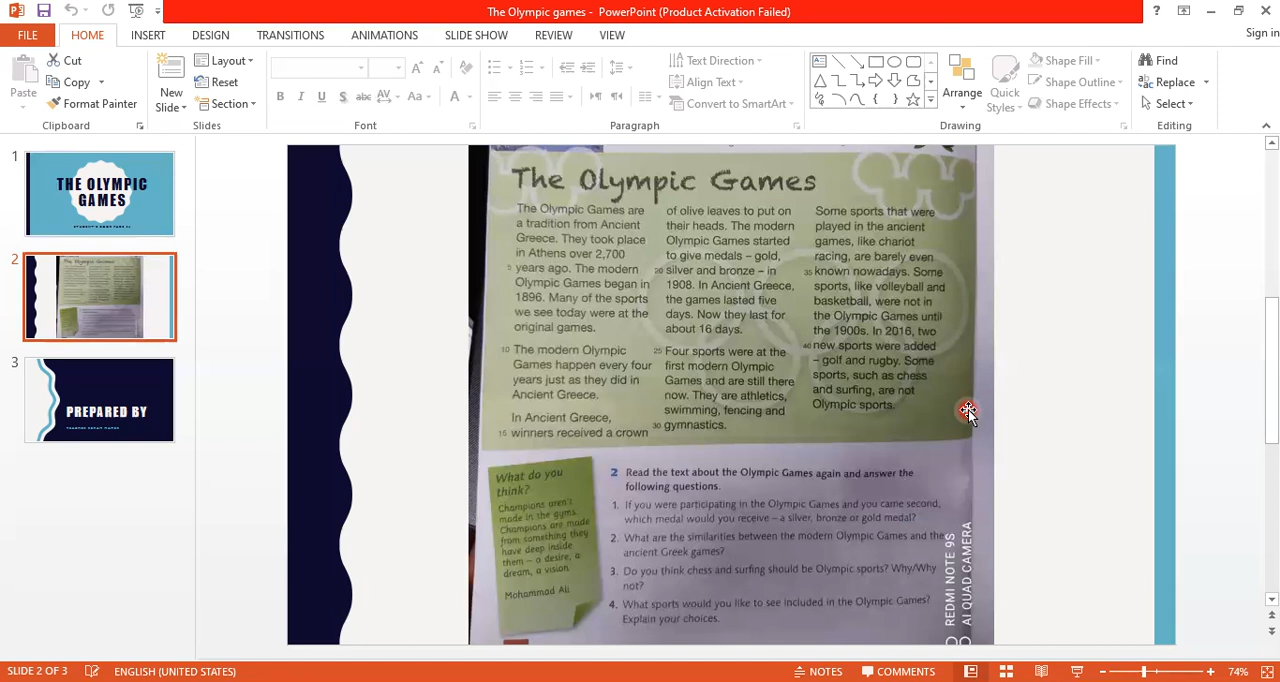 The Olympic games - PowerPoint (Product Activation Failed)
Sign in
FILE HOME INSERT DESIGN TRANSITIONS ANIMATIONS SLIDE SHOW REVIEW VIEW
Paste
Cut
Copy
Format Painter
Clipboard
New
Slide
Layout
Reset
Section
Slides
B I U S abc AV Aa A
Font
Text Direction
Align Text
Convert to SmartArt
Paragraph
Arrange
Quick
Styles
Shape Fill
Shape Outline
Shape Effects
Drawing
Find
Replace
Select
Editing
1
THE OLYMPIC
GAMES
2
3
PREPARED BY
The Olympic Games
The Olympic Games are
a tradition from Ancient
Greece. They took place
in Athens over 2,700
5 years ago. The modern
Olympic Games began in
1896. Many of the sports
we see today were at the
original games.
10 The modern Olympic
Games happen every four
years just as they did in
Ancient Greece.
In Ancient Greece,
15 winners received a crown
of olive leaves to put on
their heads. The modern
Olympic Games started
to give medals – gold,
20 silver and bronze – in
1908. In Ancient Greece,
the games lasted five
days. Now they last for
about 16 days.
25 Four sports were at the
first modern Olympic
Games and are still there
now. They are athletics,
swimming, fencing and
30 gymnastics.
Some sports that were
played in the ancient
games, like chariot
racing, are barely even
35 known nowadays. Some
sports, like volleyball and
basketball, were not in
the Olympic Games until
the 1900s. In 2016, two
40 new sports were added
– golf and rugby. Some
sports, such as chess
and surfing, are not
Olympic sports.
What do you
think?
Champions aren't
made in the gyms.
Champions are made
from something they
have deep inside
them – a desire, a
dream, a vision.
Mohammad Ali
2 Read the text about the Olympic Games again and answer the
following questions.
1. If you were participating in the Olympic Games and you came second,
which medal would you receive – a silver, bronze or gold medal?
2. What are the similarities between the modern Olympic Games and the
ancient Greek games?
3. Do you think chess and surfing should be Olympic sports? Why/Why
not?
4. What sports would you like to see included in the Olympic Games?
Explain your choices.
REDMI NOTE 9S
AI QUAD CAMERA
SLIDE 2 OF 3
ENGLISH (UNITED STATES)
NOTES
COMMENTS
74%